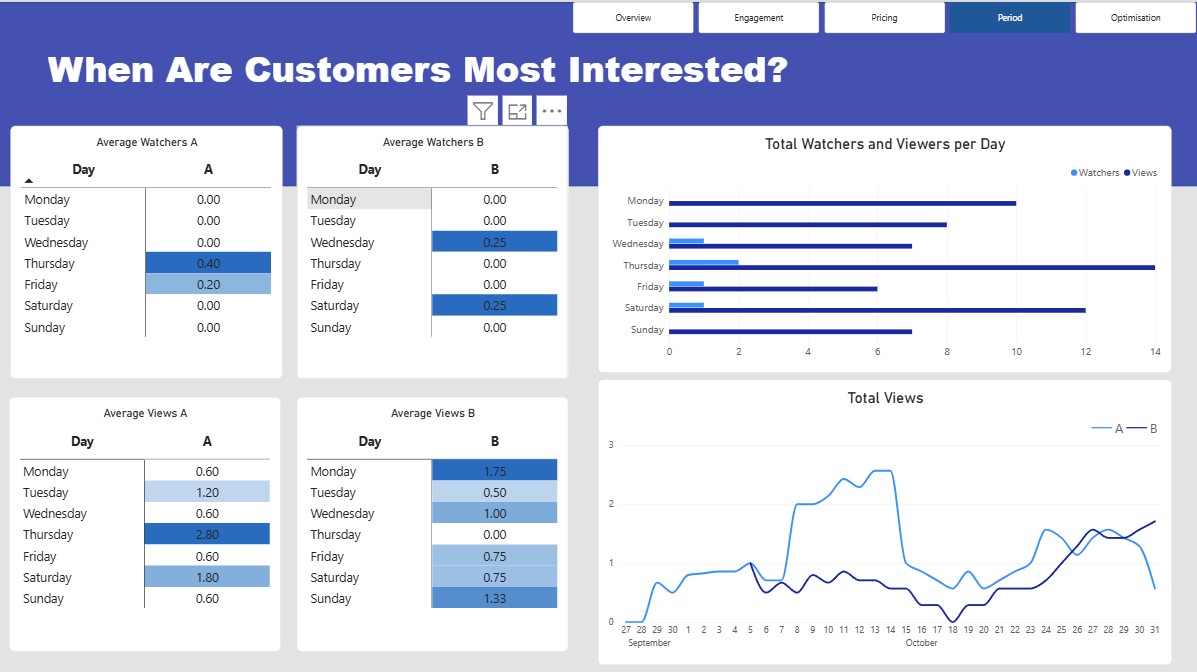 Overview Engagement Pricing Period Optimisation
When Are Customers Most Interested?
Average Watchers A
Day A
Monday 0.00
Tuesday 0.00
Wednesday 0.00
Thursday 0.40
Friday 0.20
Saturday 0.00
Sunday 0.00
Average Watchers B
Day B
Monday 0.00
Tuesday 0.00
Wednesday 0.25
Thursday 0.00
Friday 0.00
Saturday 0.25
Sunday 0.00
Total Watchers and Viewers per Day
Watchers Views
Monday
Tuesday
Wednesday
Thursday
Friday
Saturday
Sunday
0 2 4 6 8 10 12 14
Average Views A
Day A
Monday 0.60
Tuesday 1.20
Wednesday 0.60
Thursday 2.80
Friday 0.60
Saturday 1.80
Sunday 0.60
Average Views B
Day B
Monday 1.75
Tuesday 0.50
Wednesday 1.00
Thursday 0.00
Friday 0.75
Saturday 0.75
Sunday 1.33
Total Views
A B
3
2
1
0
27 28 29 30 1 2 3 4 5 6 7 8 9 10 11 12 13 14 15 16 17 18 19 20 21 22 23 24 25 26 27 28 29 30 31
September October